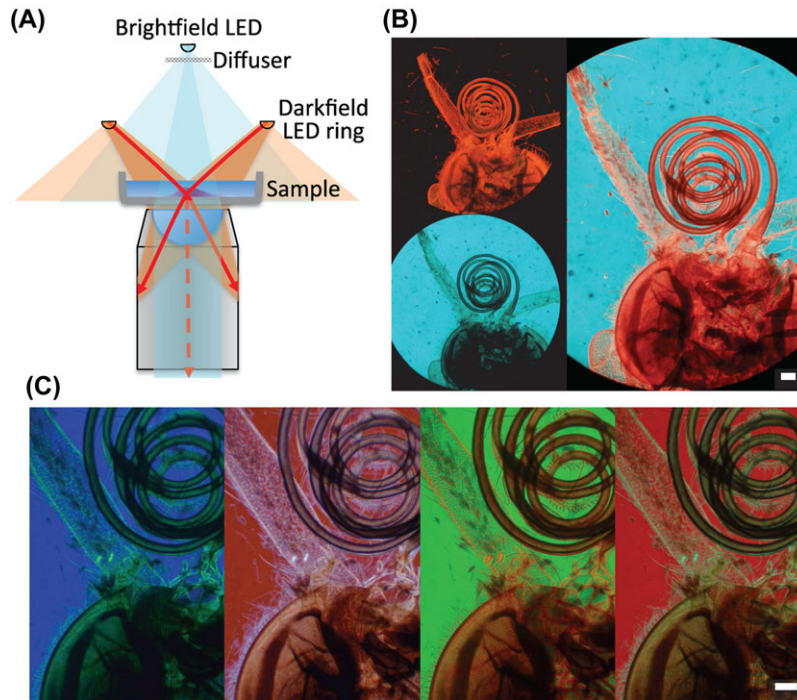 (A)
Brightfield LED
Diffuser
Darkfield
LED ring
Sample
(B)
(C)